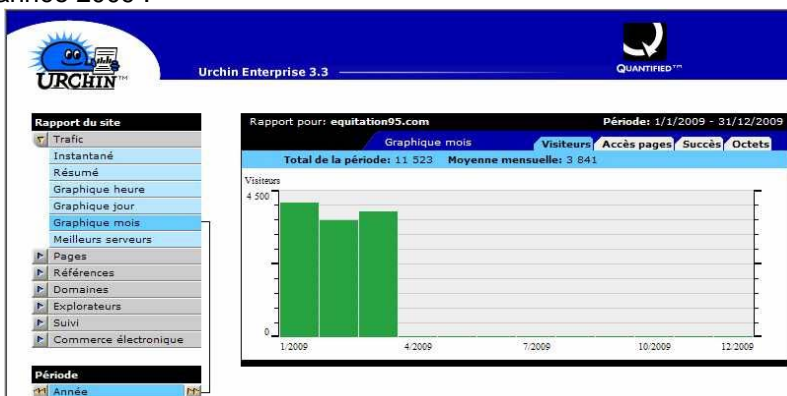 année 2009 :
URCHIN™
Urchin Enterprise 3.3
QUANTIFIED™
Rapport du site
Trafic
Instantané
Résumé
Graphique heure
Graphique jour
Graphique mois
Meilleurs serveurs
Pages
Références
Domaines
Explorateurs
Suivi
Commerce électronique
Période
Année
Rapport pour: equitation95.com Période: 1/1/2009 - 31/12/2009
Graphique mois Visiteurs Accès pages Succès Octets
Total de la période: 11 523 Moyenne mensuelle: 3 841
Visiteurs
4 500
0
1/2009 4/2009 7/2009 10/2009 12/2009